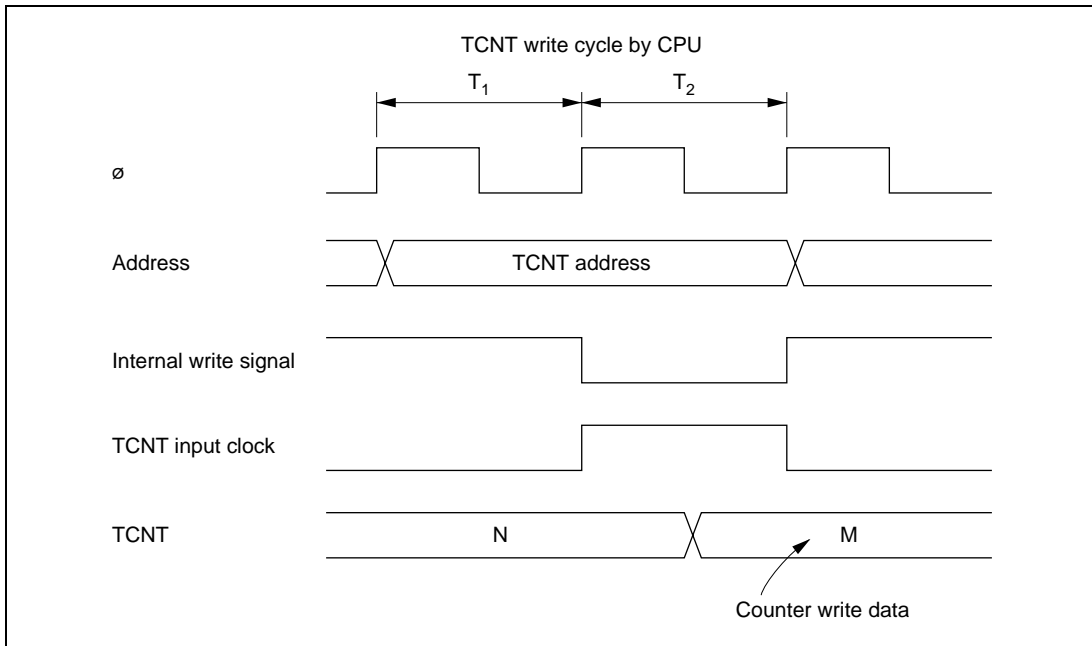 TCNT write cycle by CPU
T1 T2
ø
Address TCNT address
Internal write signal
TCNT input clock
TCNT N M
Counter write data